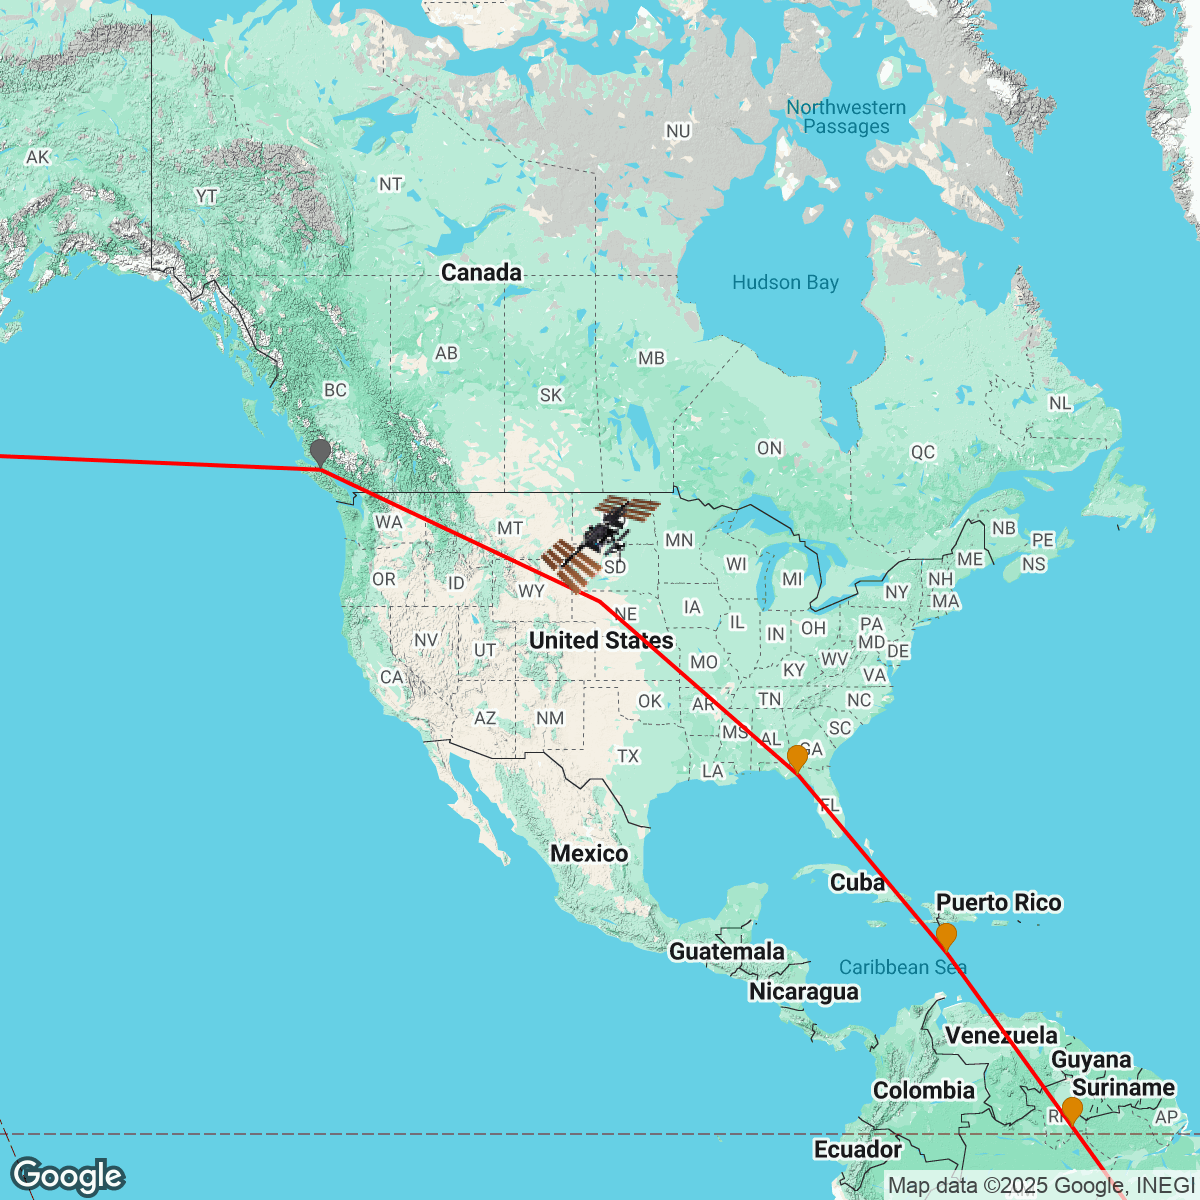 Northwestern
Passages
NU
AK
NT
YT
Canada
Hudson Bay
AB
MB
SK
BC
NL
ON
QC
WA
MT
NB
MN
PE
ME
WI
SD
NS
MI
OR
ID
NH
WY
NY
MA
IA
NE
IL
PA
OH
IN
MD
DE
United States
NV
UT
WV
MO
KY
VA
CA
TN
OK
NC
AR
AZ
NM
SC
MS
AL
GA
TX
LA
FL
Mexico
Cuba
Puerto Rico
Guatemala
Caribbean Sea
Nicaragua
Venezuela
Guyana
Suriname
Colombia
AP
Ecuador
Google
Map data ©2025 Google, INEGI